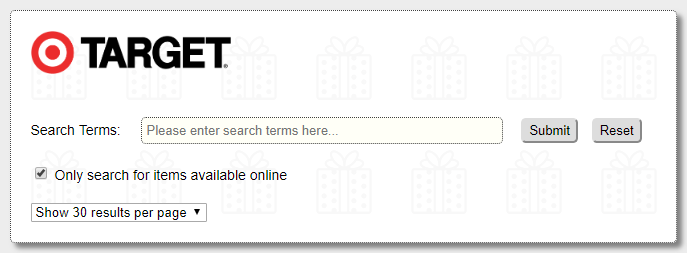 TARGET
Search Terms: Please enter search terms here... Submit Reset
Only search for items available online
Show 30 results per page